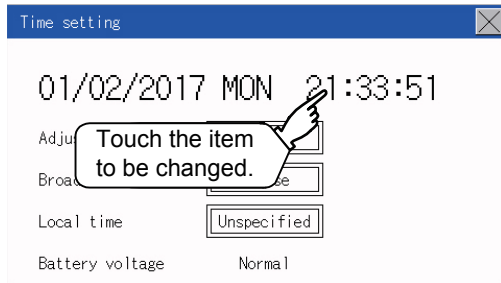 Time setting
01/02/2017 MON 21:33:51
Touch the item
to be changed.
Local time Unspecified
Battery voltage Normal